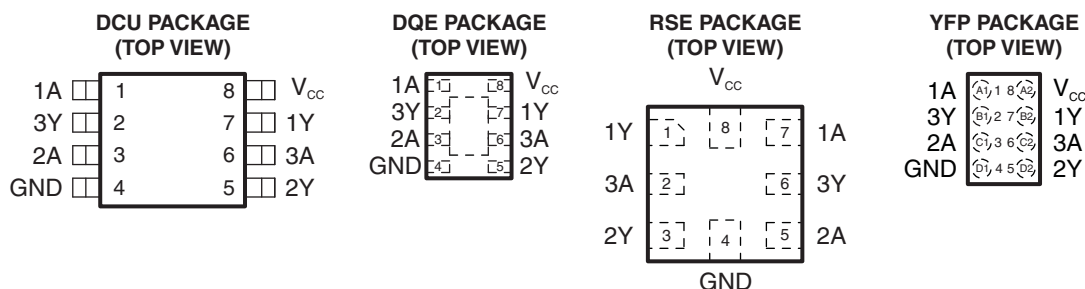 DCU PACKAGE
(TOP VIEW)
1A 1 8 VCC
3Y 2 7 1Y
2A 3 6 3A
GND 4 5 2Y
DQE PACKAGE
(TOP VIEW)
1A 1 8 VCC
3Y 2 7 1Y
2A 3 6 3A
GND 4 5 2Y
RSE PACKAGE
(TOP VIEW)
VCC
1Y 1 8 7 1A
3A 2 6 3Y
2Y 3 4 5 2A
GND
YFP PACKAGE
(TOP VIEW)
1A A1 1 8 A2 VCC
3Y B1 2 7 B2 1Y
2A C1 3 6 C2 3A
GND D1 4 5 D2 2Y